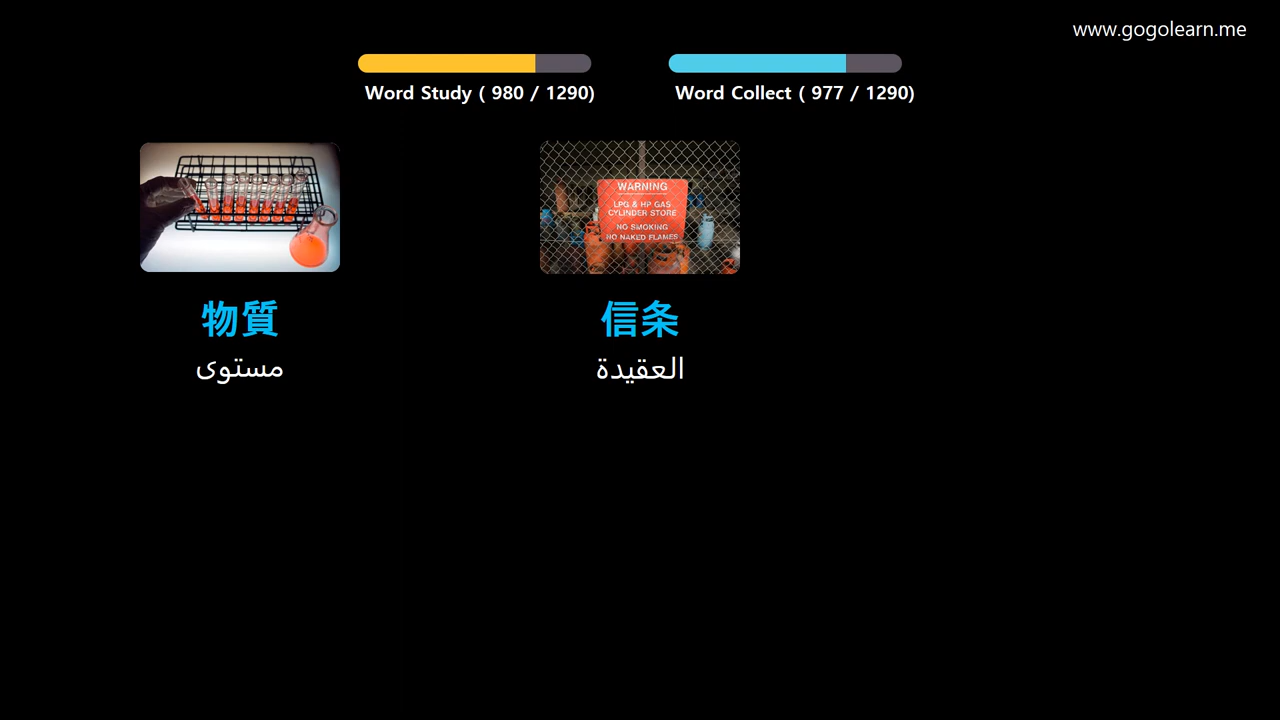 www.gogolearn.me
Word Study ( 980 / 1290)
Word Collect ( 977 / 1290)
WARNING
LPG & HP GAS
CYLINDER STORE
NO SMOKING
NO NAKED FLAMES
物質
信条
مستوى
العقيدة